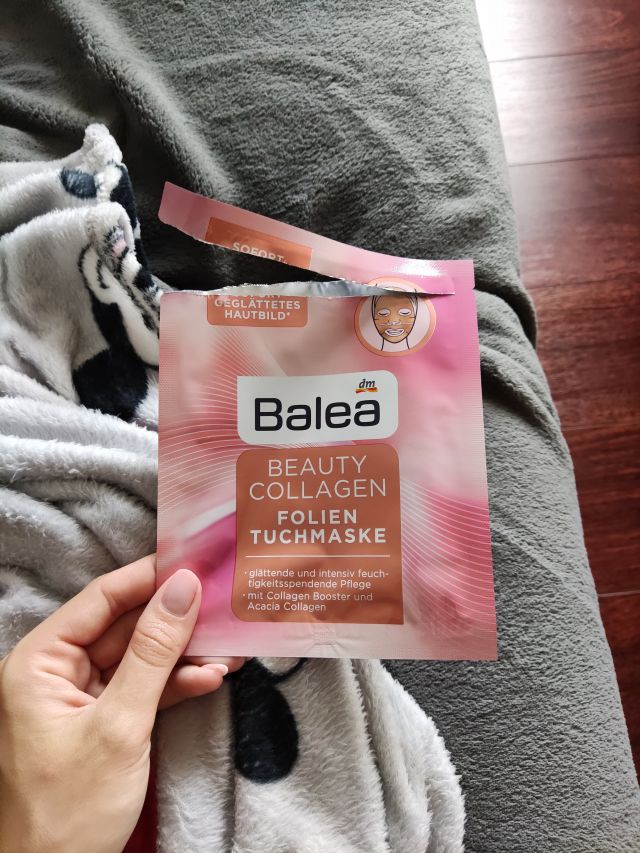 SOFORT-
GEGLÄTTETES
HAUTBILD*
dm
Balea
BEAUTY
COLLAGEN
FOLIEN
TUCHMASKE
· glättende und intensiv feuch-
tigkeitsspendende Pflege
· mit Collagen Booster und
Acacia Collagen